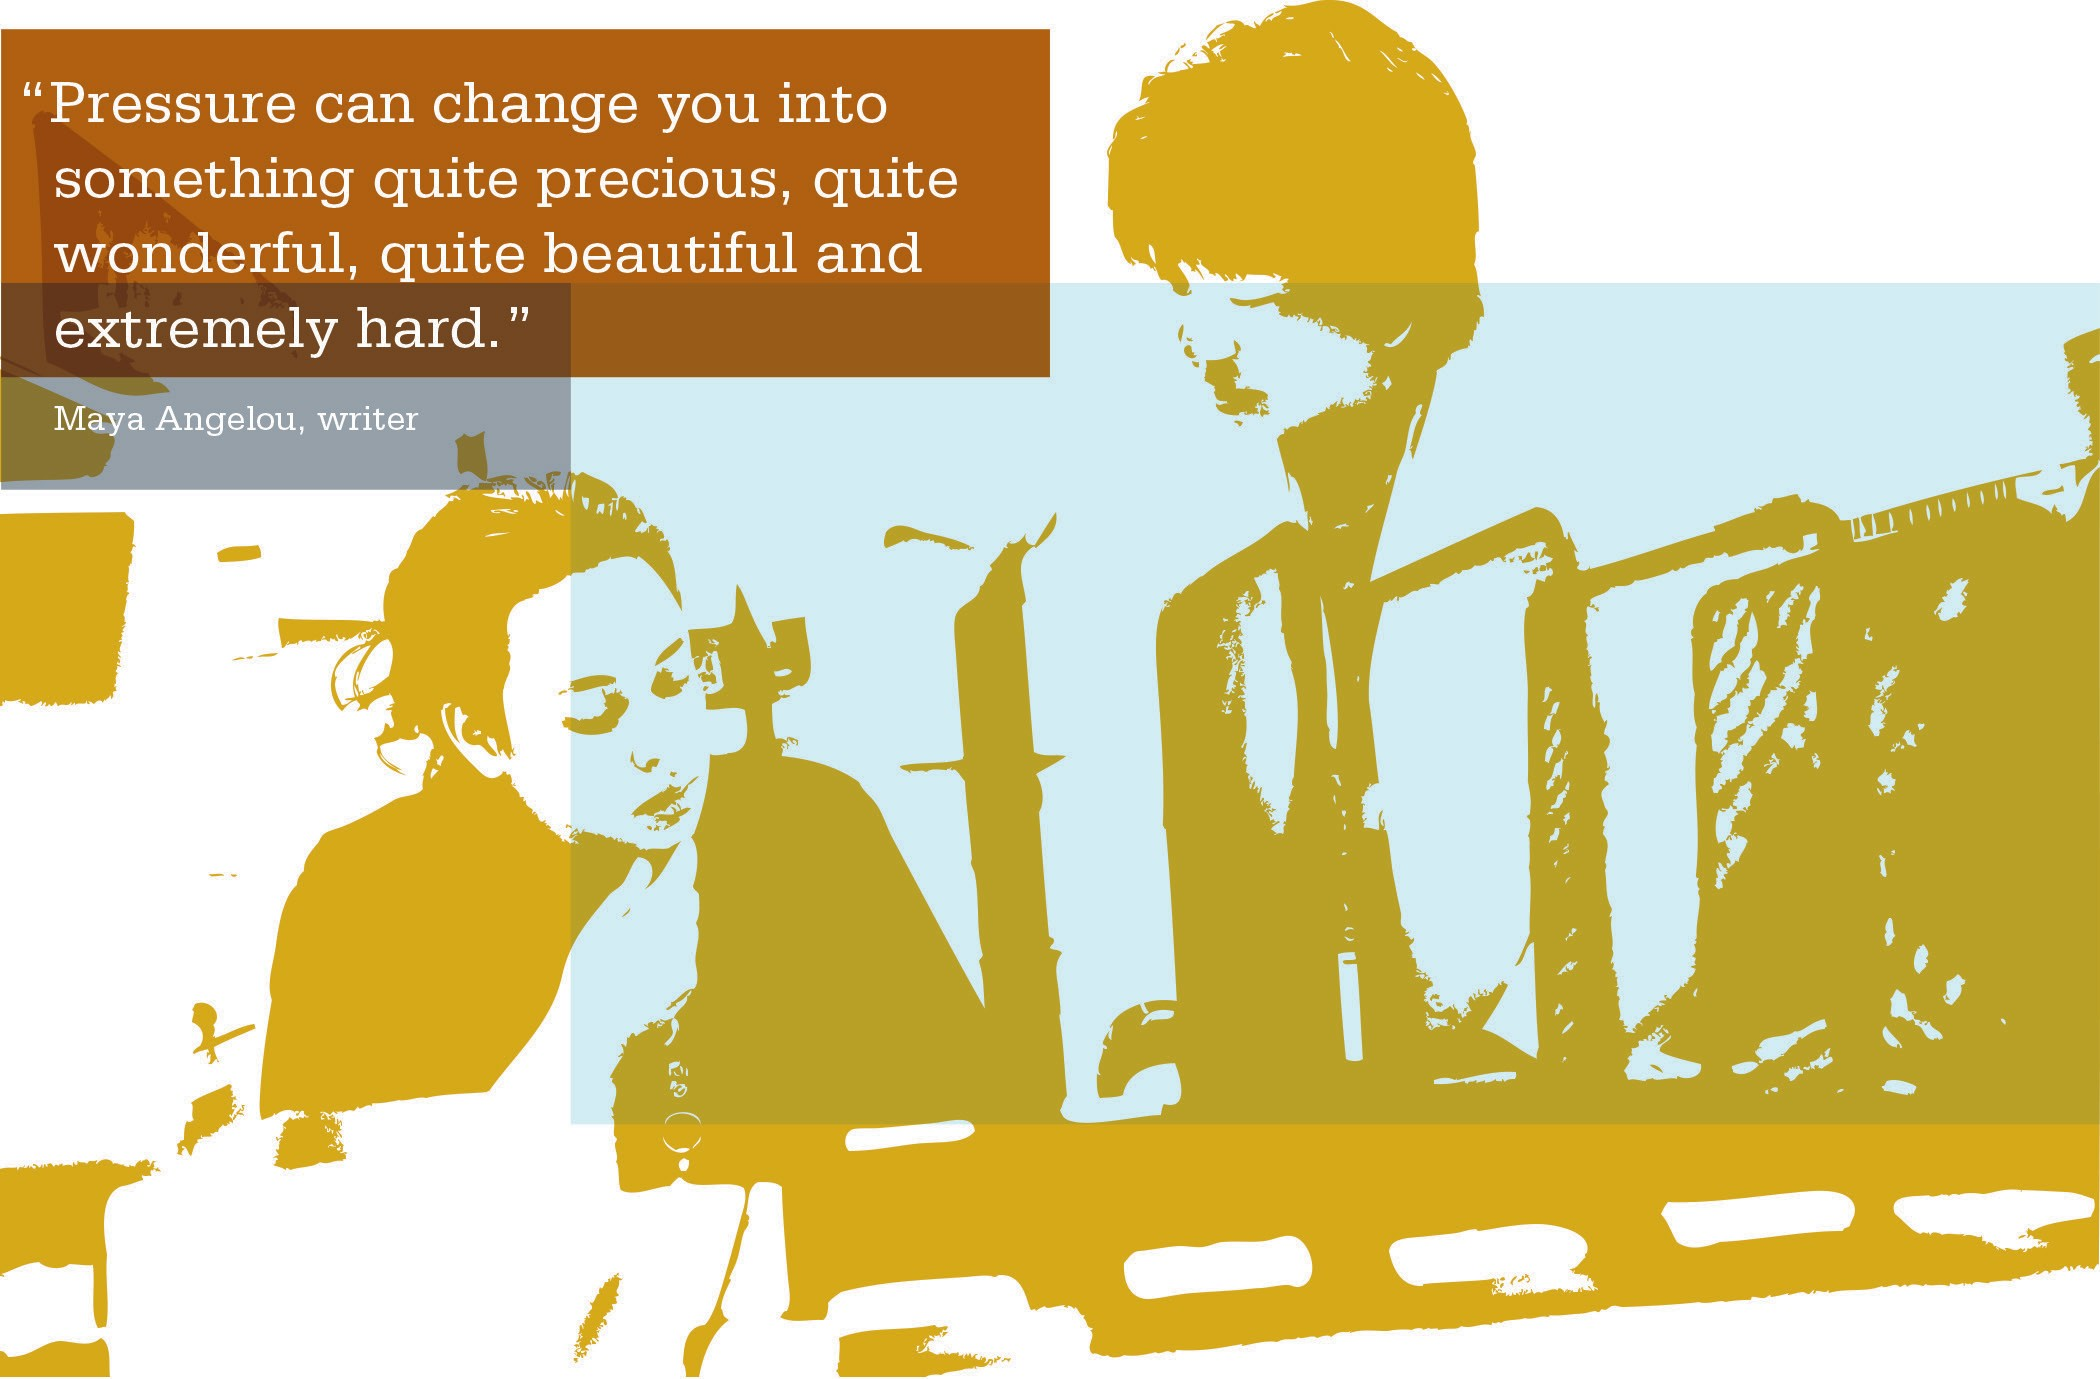 “Pressure can change you into
something quite precious, quite
wonderful, quite beautiful and
extremely hard.”
Maya Angelou, writer